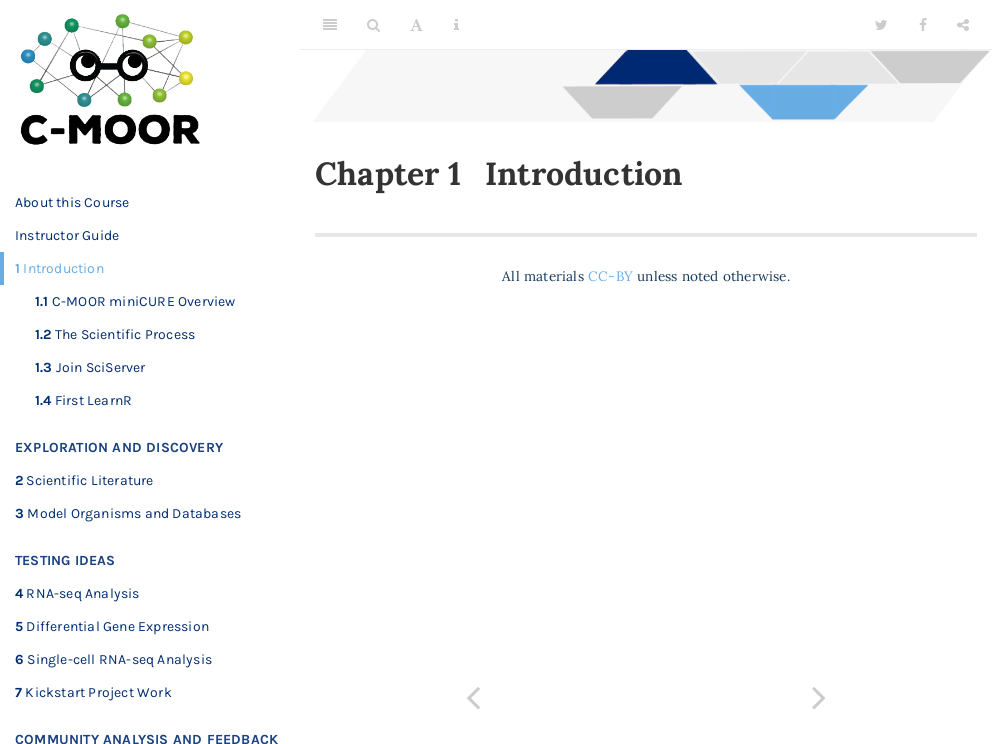 C-MOOR
About this Course
Instructor Guide
1 Introduction
1.1 C-MOOR miniCURE Overview
1.2 The Scientific Process
1.3 Join SciServer
1.4 First LearnR
EXPLORATION AND DISCOVERY
2 Scientific Literature
3 Model Organisms and Databases
TESTING IDEAS
4 RNA-seq Analysis
5 Differential Gene Expression
6 Single-cell RNA-seq Analysis
7 Kickstart Project Work
COMMUNITY ANALYSIS AND FEEDBACK
A
Chapter 1 Introduction
All materials CC-BY unless noted otherwise.